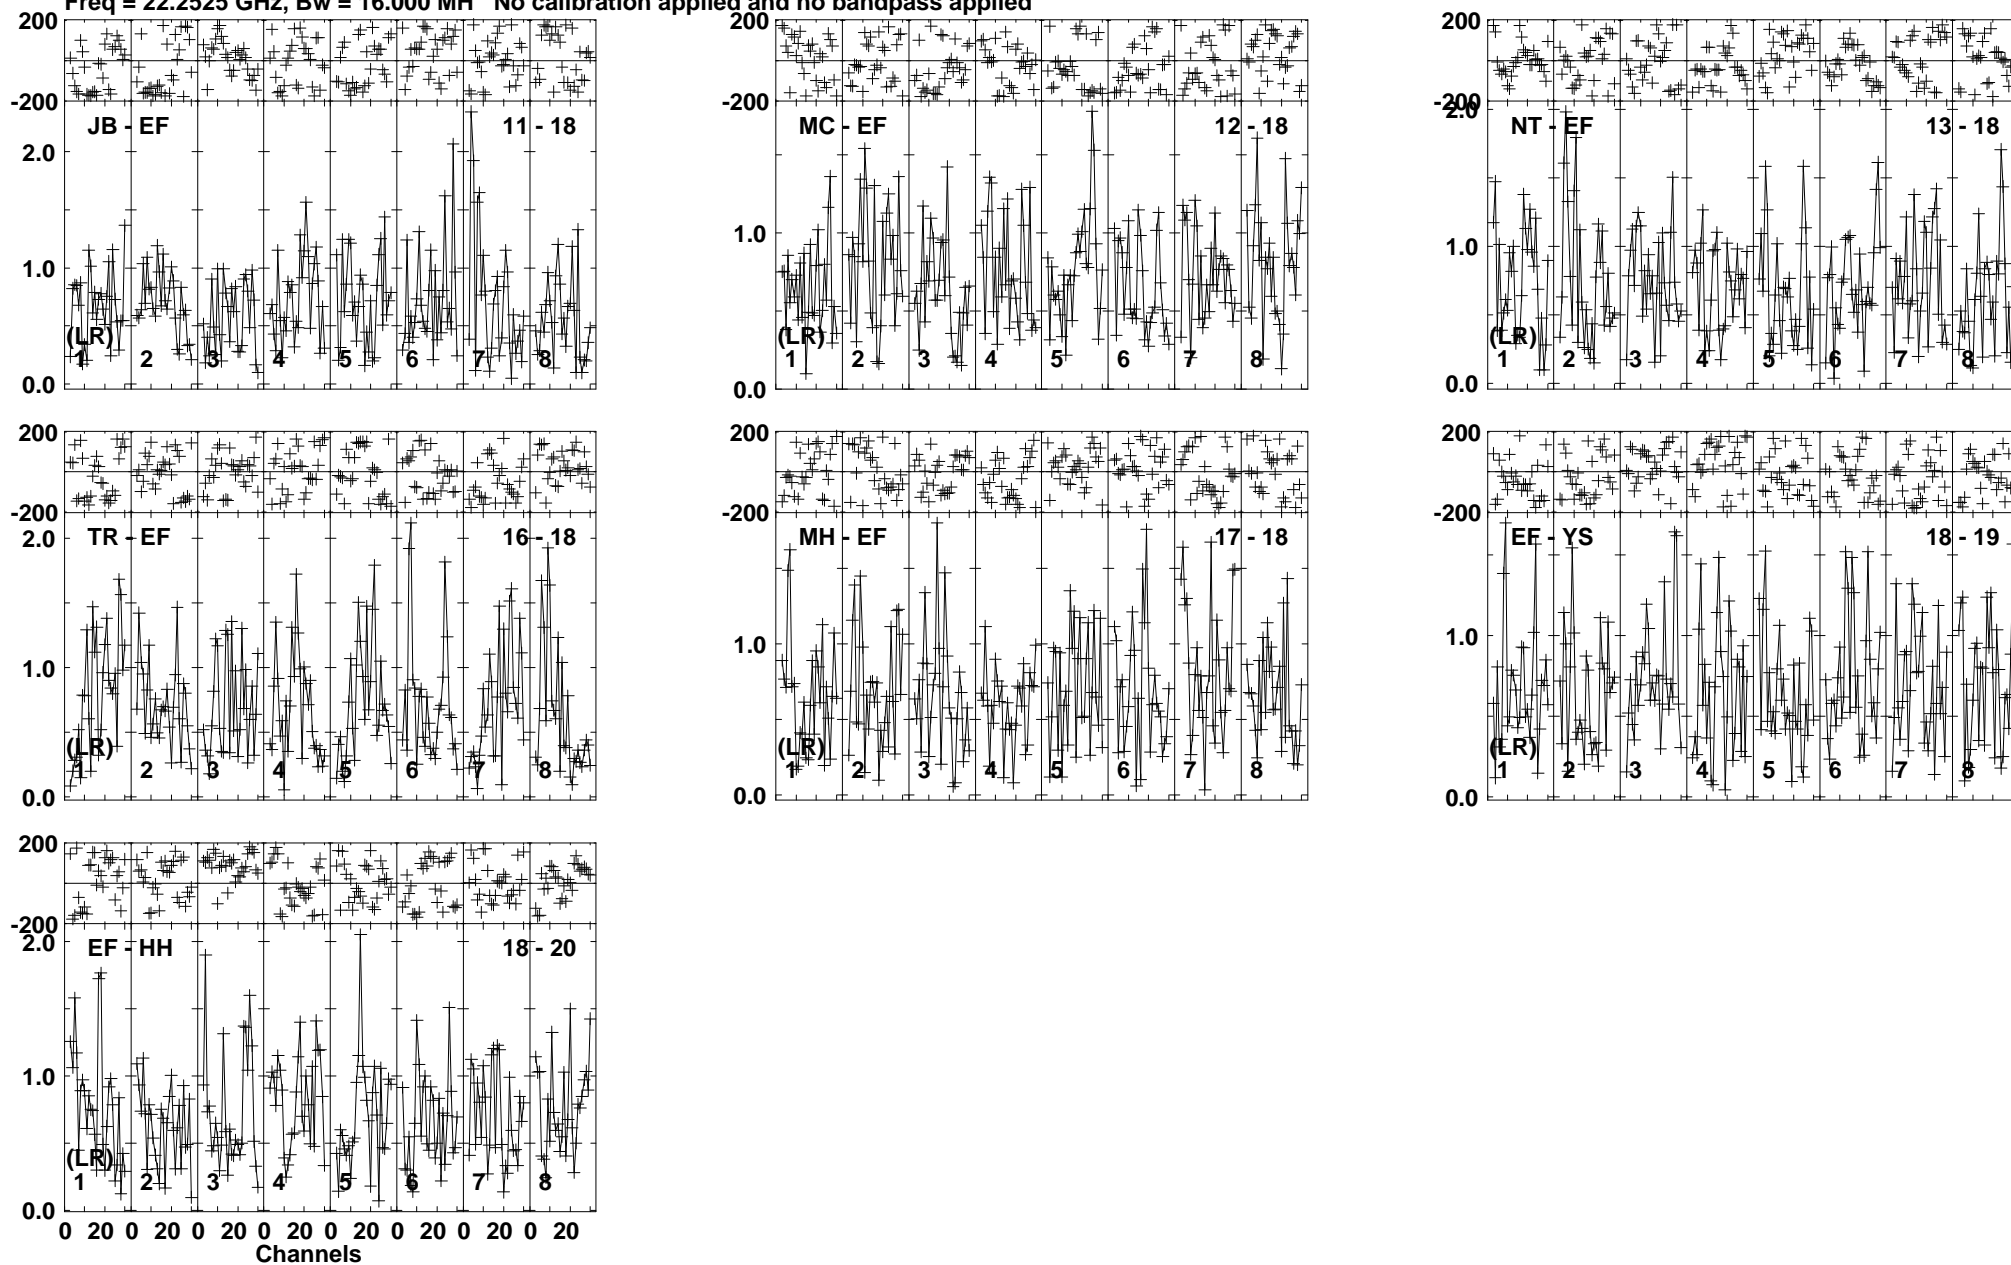 Freq = 22.2525 GHz, Bw = 16.000 MH No calibration applied and no bandpass applied
200
-200
JB - EF 11 - 18
2.0
1.0
0.0
(LR)
1 2 3 4 5 6 7 8
200
-200
MC - EF 12 - 18
1.0
0.0
(LR)
1 2 3 4 5 6 7 8
200
-200
2.0
NT - EF 13 - 18
1.0
0.0
(LR)
1 2 3 4 5 6 7 8
200
-200
TR - EF 16 - 18
2.0
1.0
0.0
(LR)
1 2 3 4 5 6 7 8
200
-200
MH - EF 17 - 18
1.0
0.0
(LR)
1 2 3 4 5 6 7 8
200
-200
EF - YS 18 - 19
1.0
0.0
(LR)
1 2 3 4 5 6 7 8
200
-200
EF - HH 18 - 20
2.0
1.0
0.0
(LR)
1 2 3 4 5 6 7 8
0 20 0 20 0 20 0 20 0 20 0 20 0 20 0 20
Channels